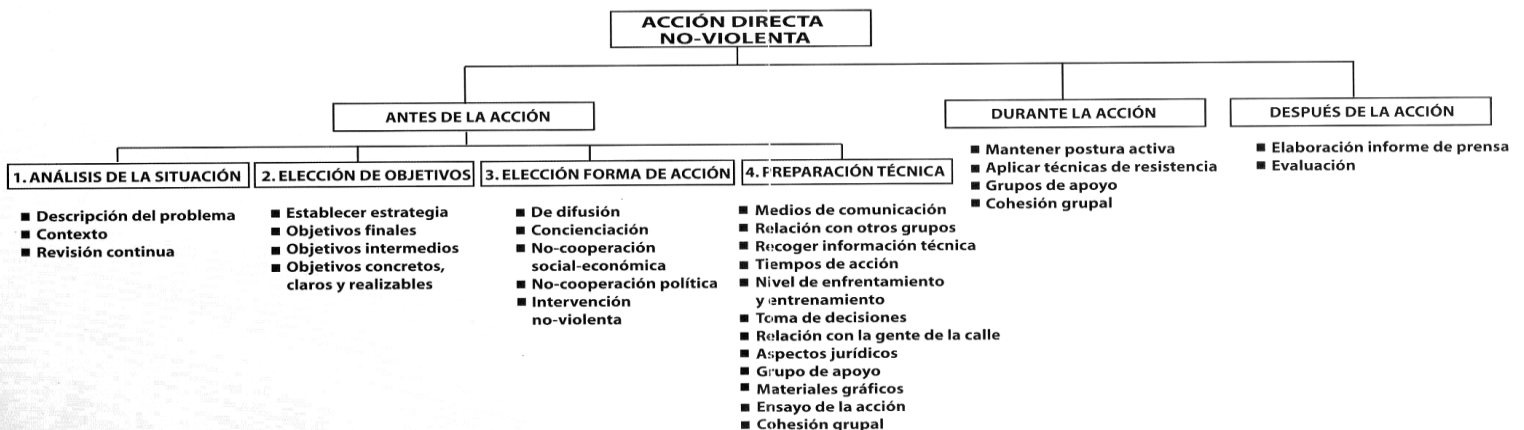 ACCIÓN DIRECTA
NO-VIOLENTA
ANTES DE LA ACCIÓN
1. ANÁLISIS DE LA SITUACIÓN
■ Descripción del problema
■ Contexto
■ Revisión continua
2. ELECCIÓN DE OBJETIVOS
■ Establecer estrategia
■ Objetivos finales
■ Objetivos intermedios
■ Objetivos concretos,
claros y realizables
3. ELECCIÓN FORMA DE ACCIÓN
■ De difusión
■ Concienciación
■ No-cooperación
social-económica
■ No-cooperación política
■ Intervención
no-violenta
4. PREPARACIÓN TÉCNICA
■ Medios de comunicación
■ Relación con otros grupos
■ Recoger información técnica
■ Tiempos de acción
■ Nivel de enfrentamiento
y entrenamiento
■ Toma de decisiones
■ Relación con la gente de la calle
■ Aspectos jurídicos
■ Grupo de apoyo
■ Materiales gráficos
■ Ensayo de la acción
■ Cohesión grupal
DURANTE LA ACCIÓN
■ Mantener postura activa
■ Aplicar técnicas de resistencia
■ Grupos de apoyo
■ Cohesión grupal
DESPUÉS DE LA ACCIÓN
■ Elaboración informe de prensa
■ Evaluación